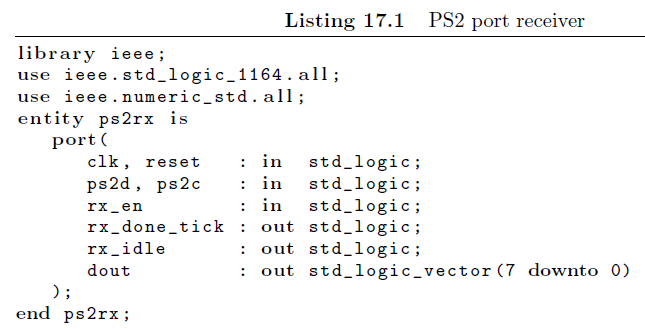 Listing 17.1 PS2 port receiver
library ieee;
use ieee.std_logic_1164.all;
use ieee.numeric_std.all;
entity ps2rx is
   port(
      clk, reset   : in  std_logic;
      ps2d, ps2c   : in  std_logic;
      rx_en        : in  std_logic;
      rx_done_tick : out std_logic;
      rx_idle      : out std_logic;
      dout         : out std_logic_vector(7 downto 0)
   );
end ps2rx;